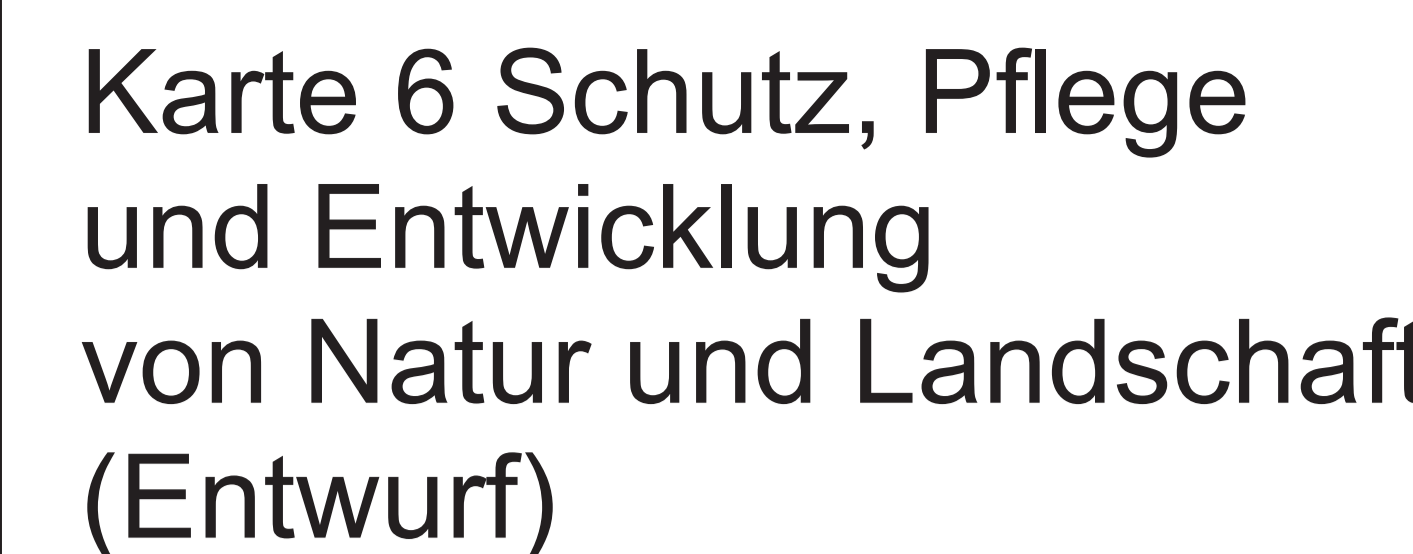 Karte 6 Schutz, Pflege
und Entwicklung
von Natur und Landschaft
(Entwurf)